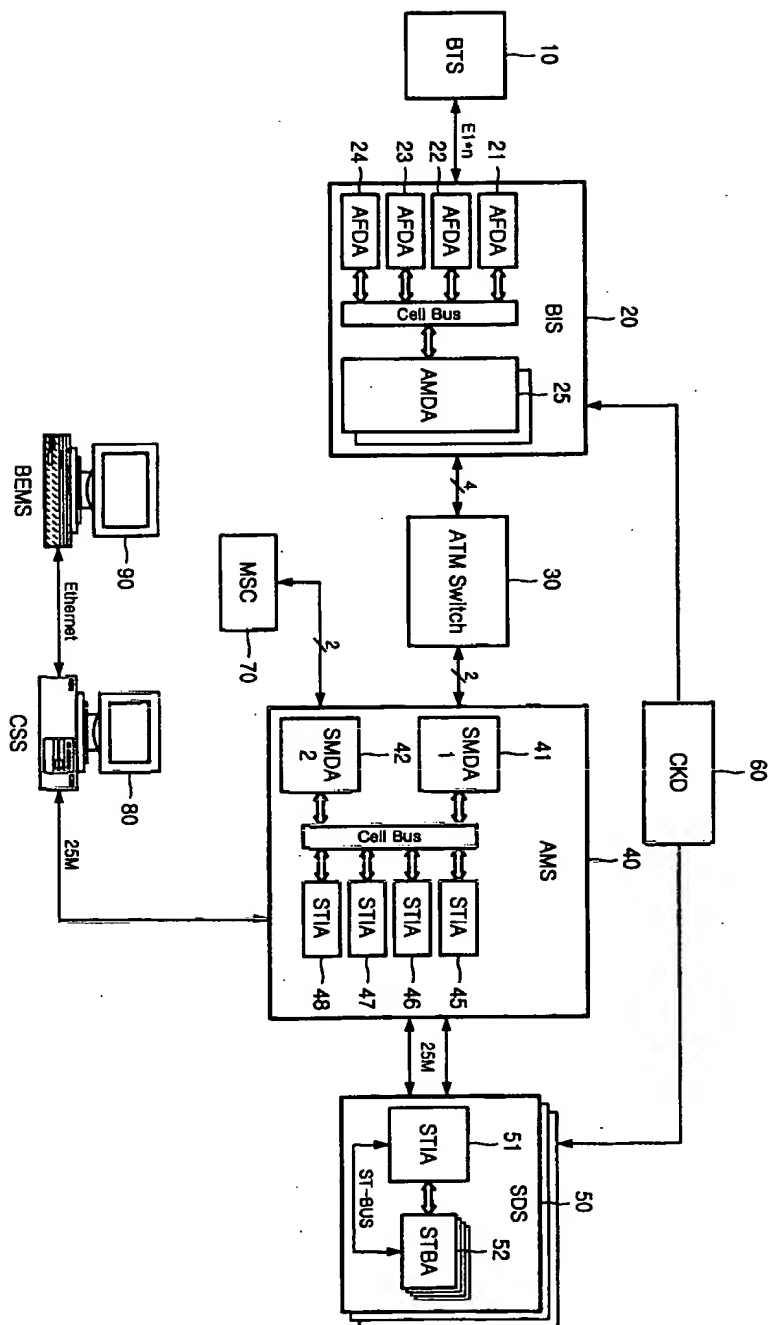 10
BTS
E1*n
21
22
23
24
AFDA
AFDA
AFDA
AFDA
Cell Bus
BIS
20
AMDA
25
4
ATM Switch
30
2
MSC
70
2
CKD
60
AMS
40
SMDA
1
41
SMDA
2
42
Cell Bus
STIA
45
STIA
46
STIA
47
STIA
48
25M
SDS
50
STIA
51
STBA
52
ST-BUS
BEMS
90
Ethernet
CSS
80
25M